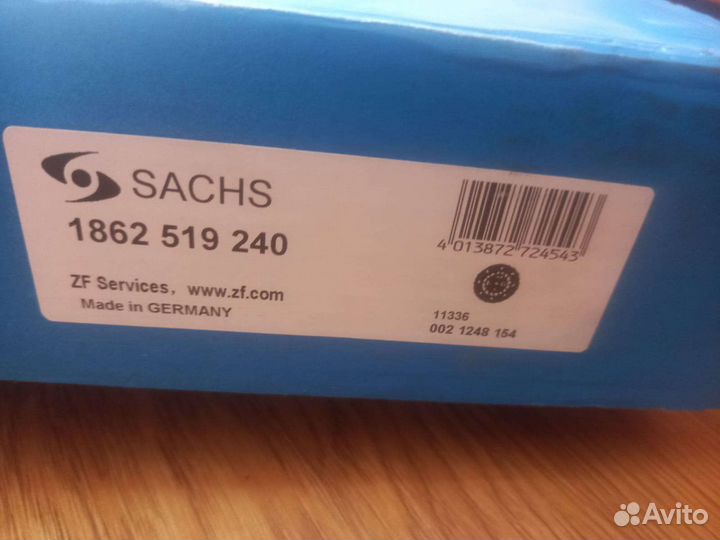 SACHS
1862 519 240
ZF Services, www.zf.com
Made in GERMANY
4 013872 724543
11336
002 1248 154
Avito